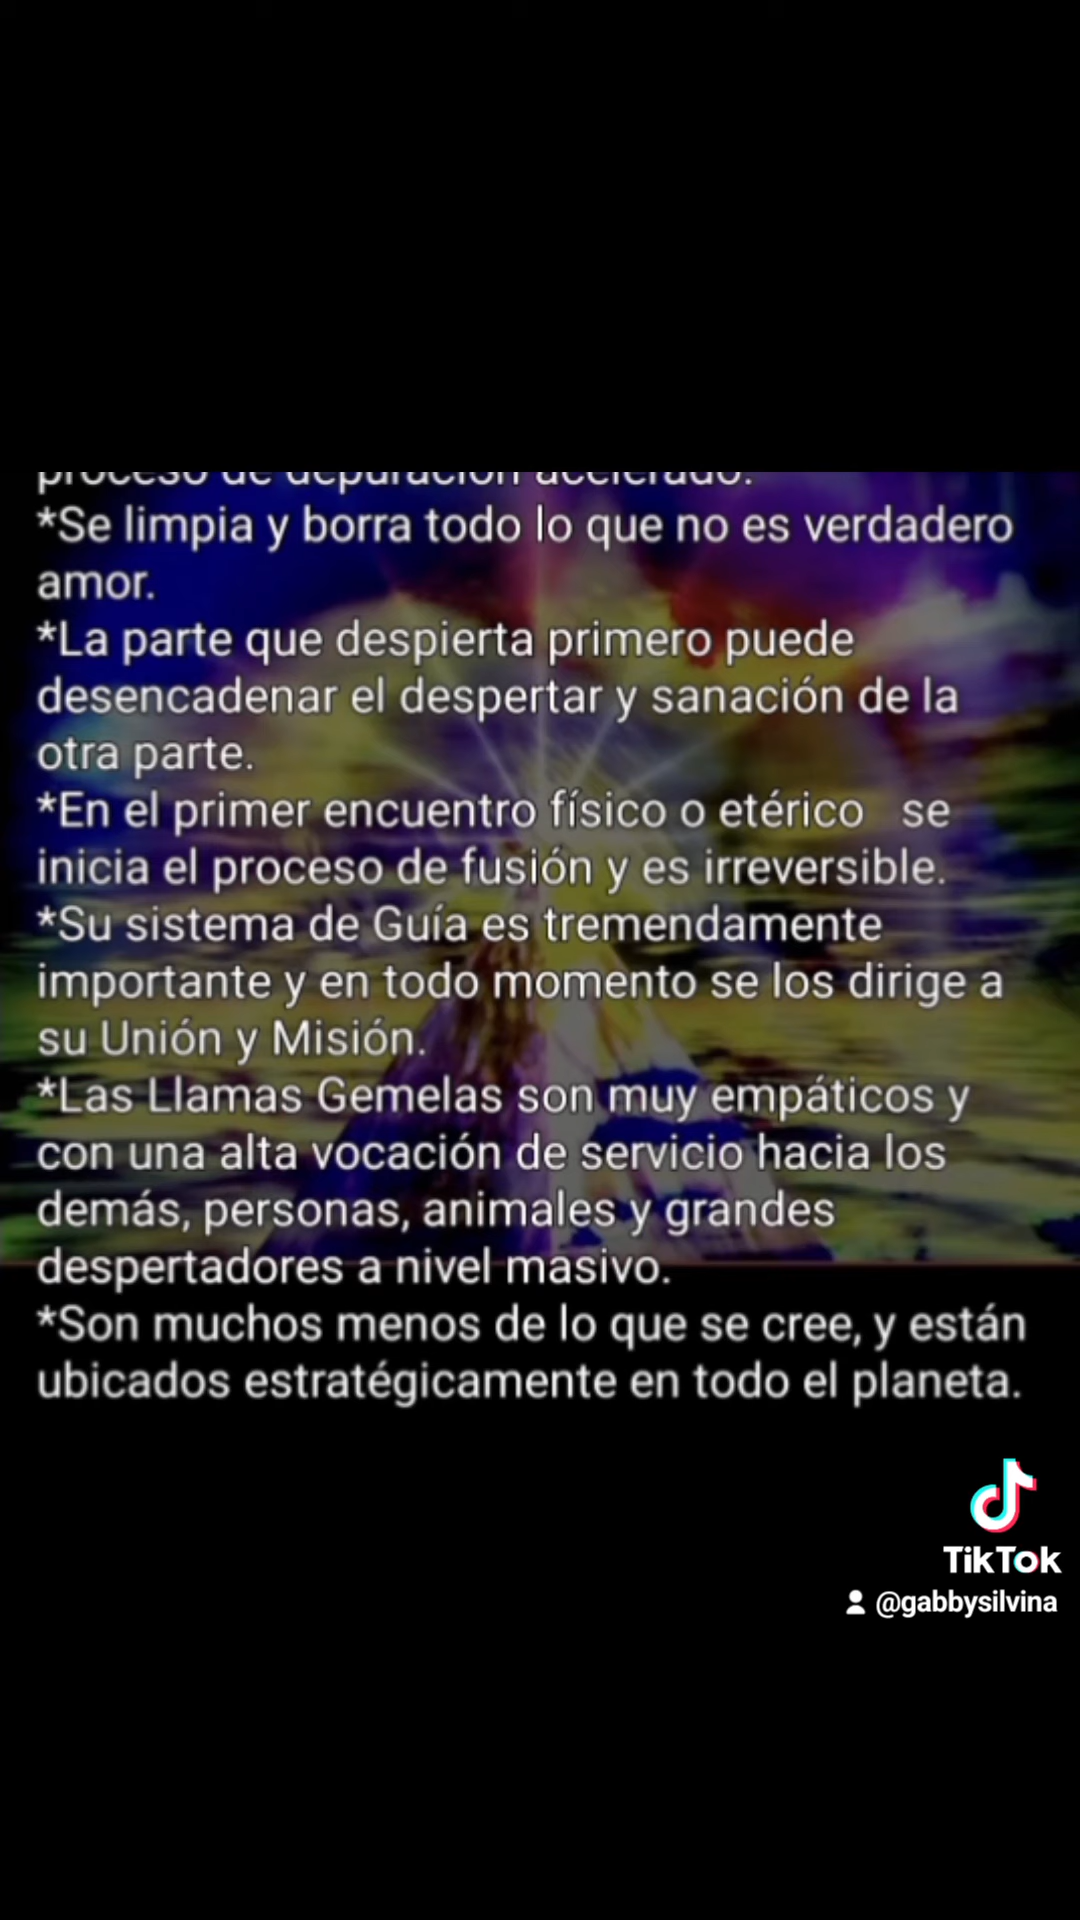 proceso de depuración acelerado.
*Se limpia y borra todo lo que no es verdadero
amor.
*La parte que despierta primero puede
desencadenar el despertar y sanación de la
otra parte.
*En el primer encuentro físico o etérico se
inicia el proceso de fusión y es irreversible.
*Su sistema de Guía es tremendamente
importante y en todo momento se los dirige a
su Unión y Misión.
*Las Llamas Gemelas son muy empáticos y
con una alta vocación de servicio hacia los
demás, personas, animales y grandes
despertadores a nivel masivo.
*Son muchos menos de lo que se cree, y están
ubicados estratégicamente en todo el planeta.
TikTok
@gabbysilvina